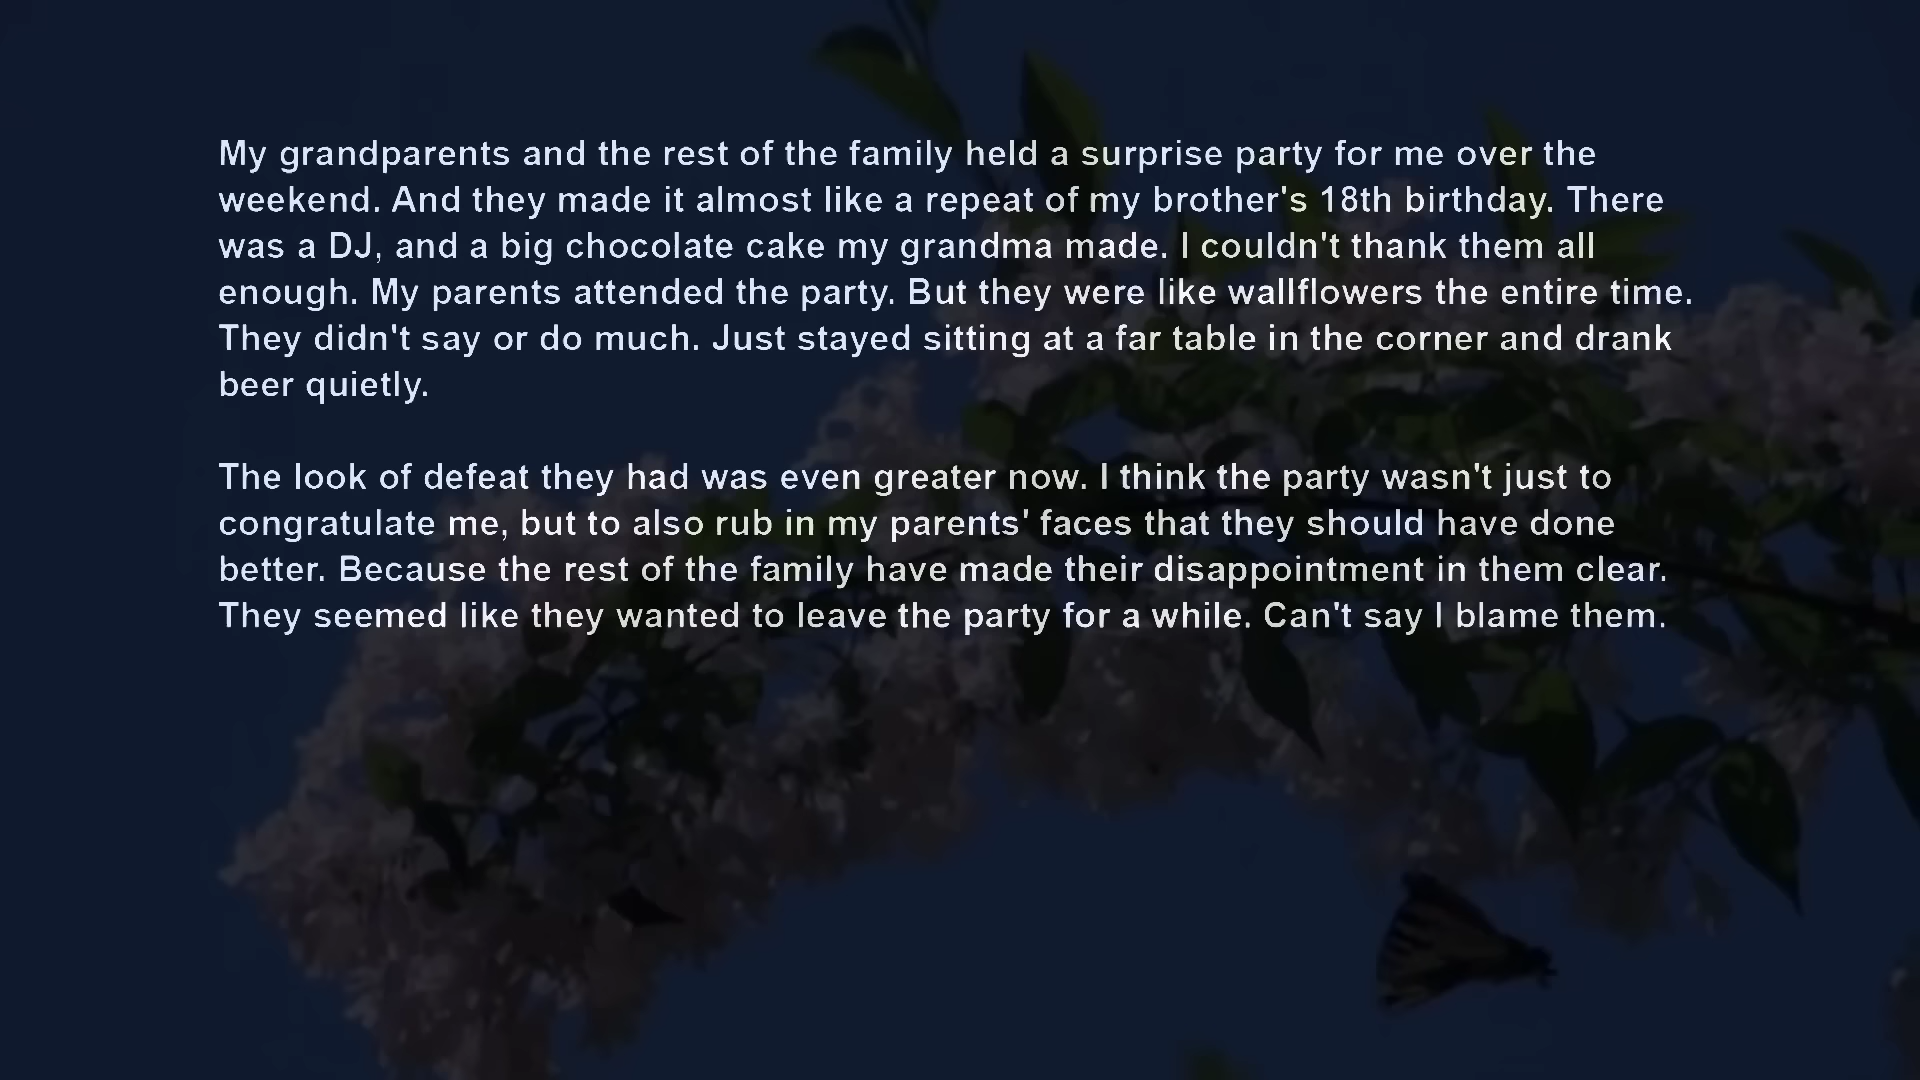 My grandparents and the rest of the family held a surprise party for me over the
weekend. And they made it almost like a repeat of my brother's 18th birthday. There
was a DJ, and a big chocolate cake my grandma made. I couldn't thank them all
enough. My parents attended the party. But they were like wallflowers the entire time.
They didn't say or do much. Just stayed sitting at a far table in the corner and drank
beer quietly.
The look of defeat they had was even greater now. I think the party wasn't just to
congratulate me, but to also rub in my parents' faces that they should have done
better. Because the rest of the family have made their disappointment in them clear.
They seemed like they wanted to leave the party for a while. Can't say I blame them.